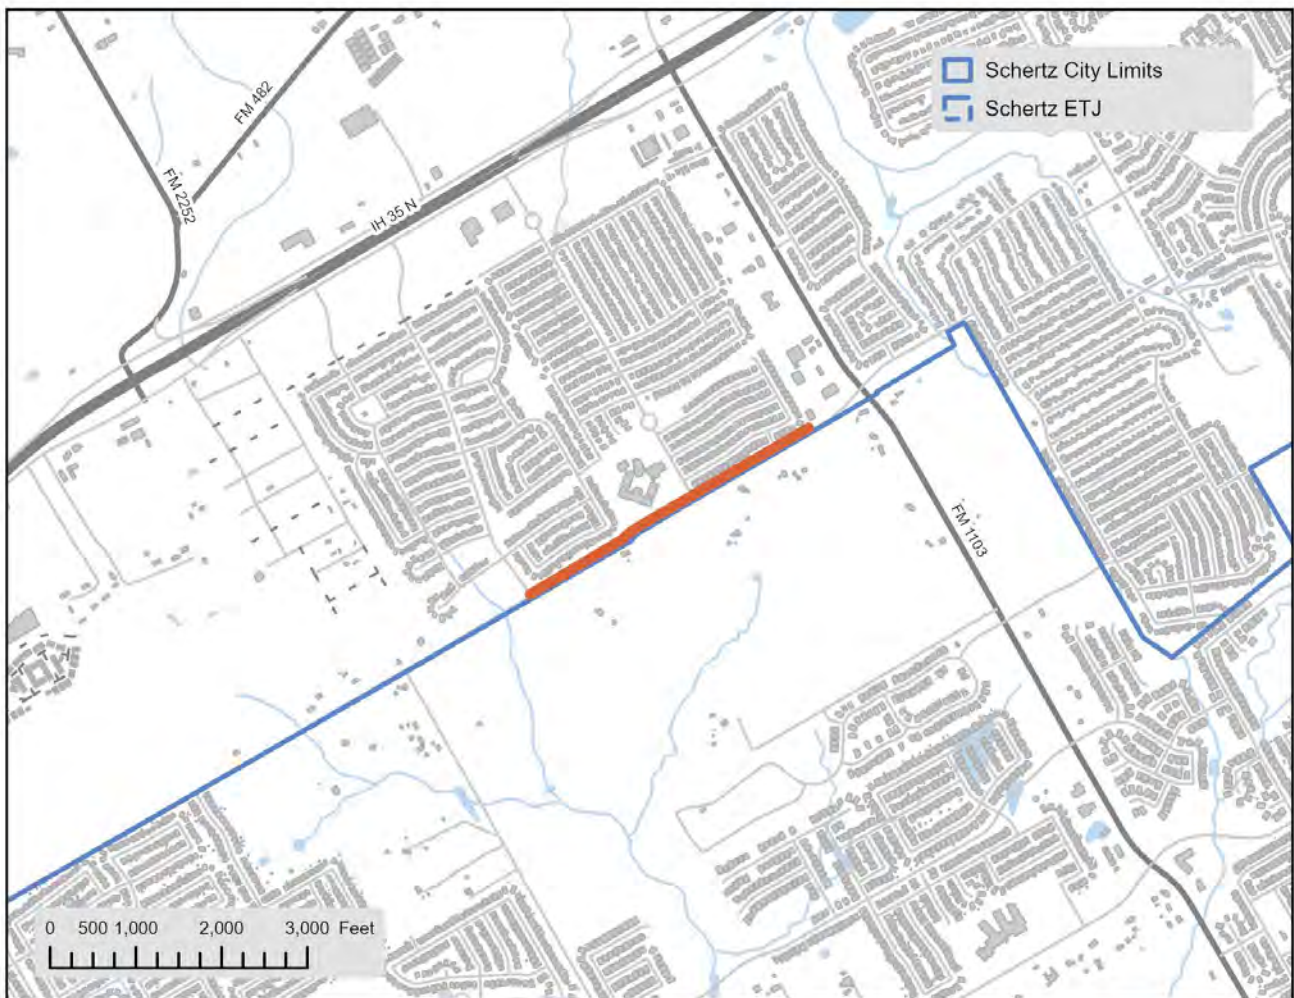 Schertz City Limits
Schertz ETJ
FM 482
FM 2252
IH 35 N
FM 1103
0 500 1,000 2,000 3,000 Feet